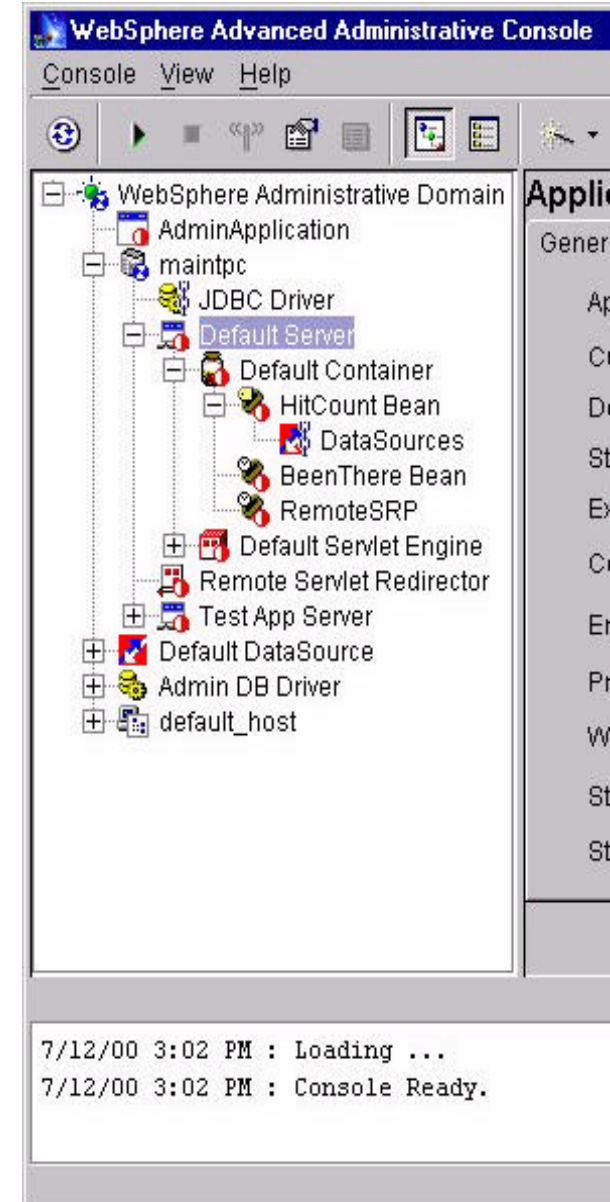 WebSphere Advanced Administrative Console
Console View Help
WebSphere Administrative Domain
AdminApplication
maintpc
JDBC Driver
Default Server
Default Container
HitCount Bean
DataSources
BeenThere Bean
RemoteSRP
Default Servlet Engine
Remote Servlet Redirector
Test App Server
Default DataSource
Admin DB Driver
default_host
7/12/00 3:02 PM : Loading ...
7/12/00 3:02 PM : Console Ready.